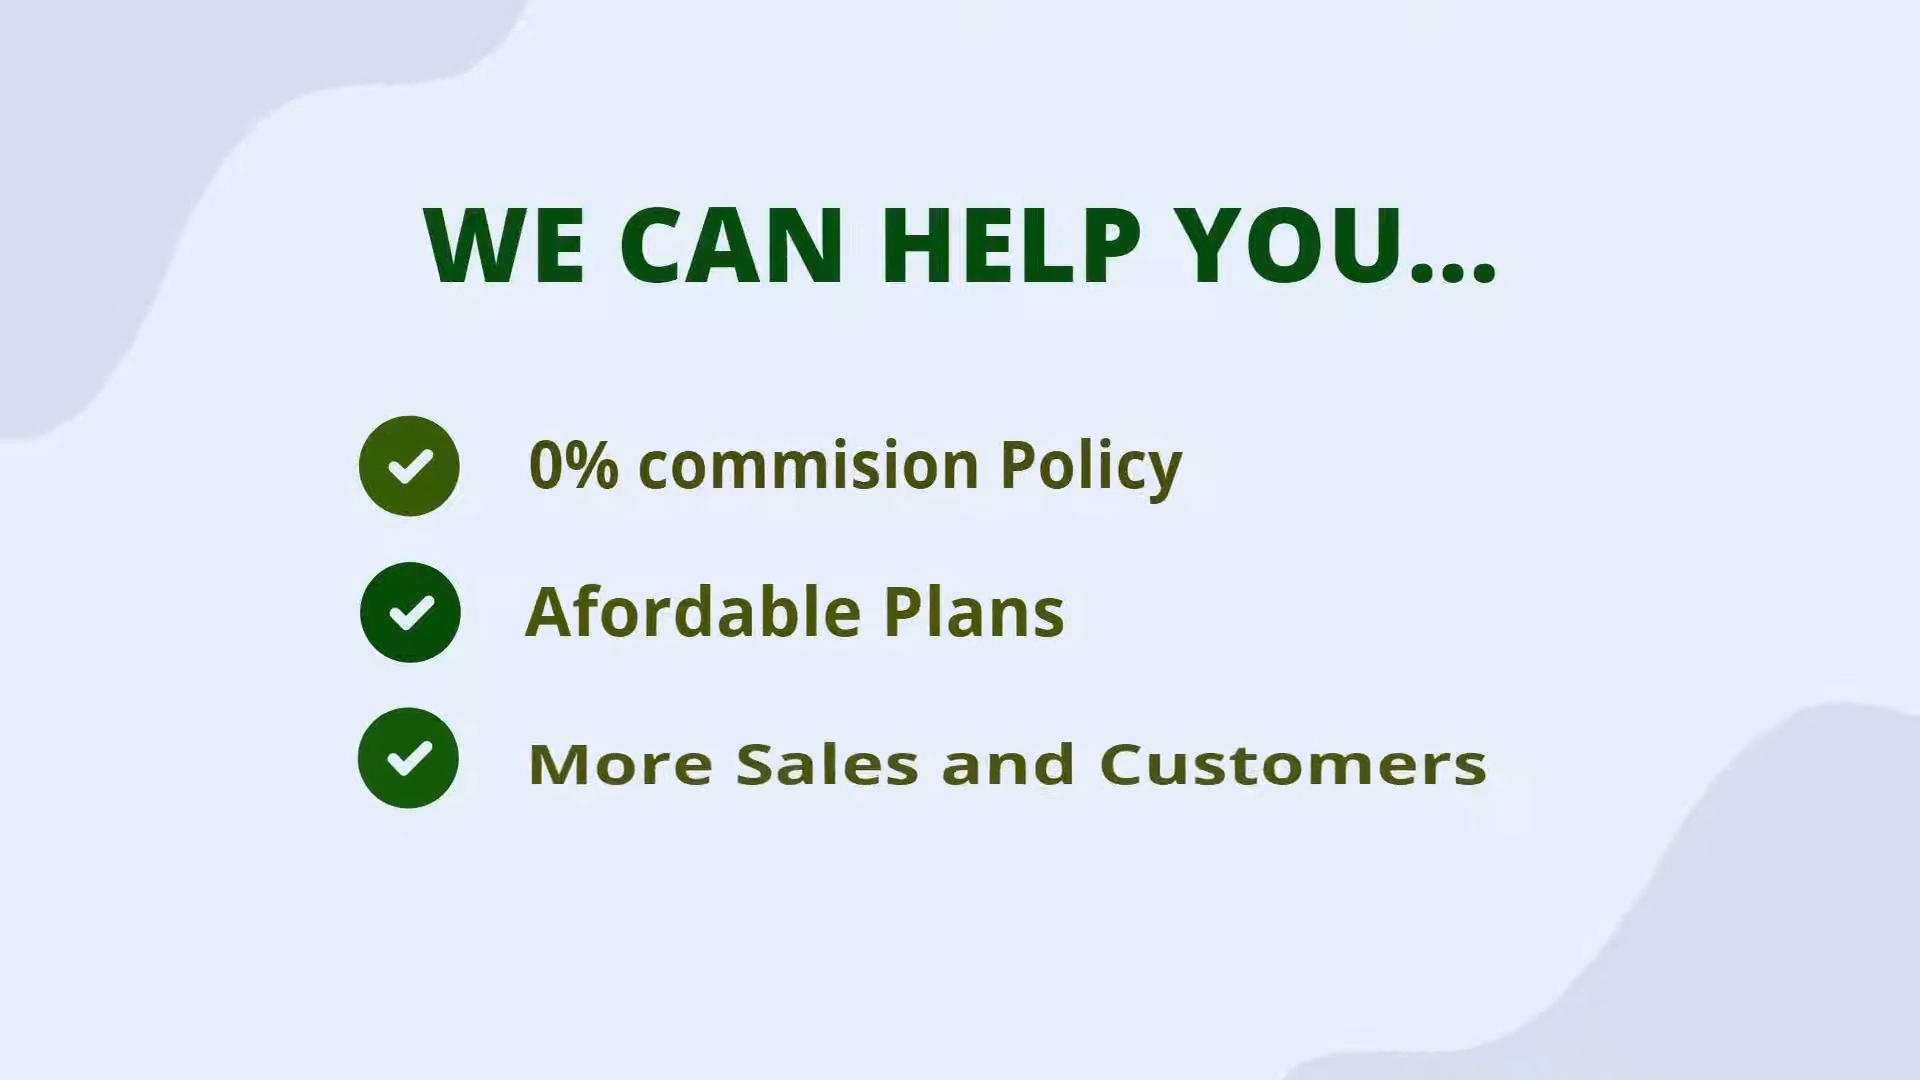 WE CAN HELP YOU...
0% commision Policy
Afordable Plans
More Sales and Customers